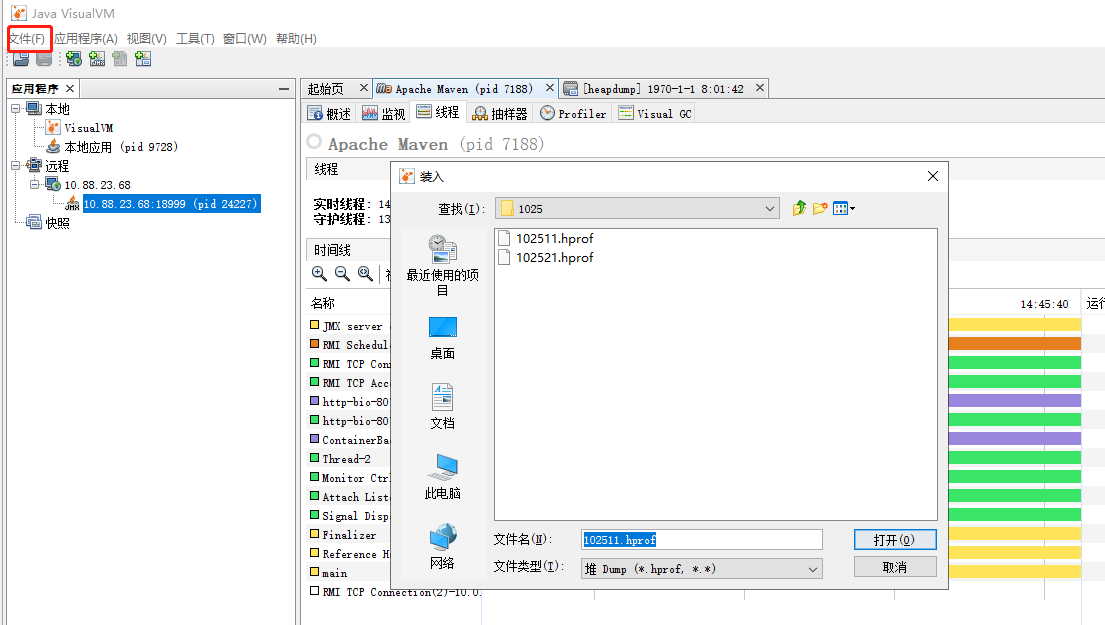 Java VisualVM
文件(F) 应用程序(A) 视图(V) 工具(T) 窗口(W) 帮助(H)
应用程序
本地
VisualVM
本地应用 (pid 9728)
远程
10.88.23.68
10.88.23.68:18999 (pid 24227)
快照
起始页 Apache Maven (pid 7188) [heapdump] 1970-1-1 8:01:42
概述 监视 线程 抽样器 Profiler Visual GC
Apache Maven (pid 7188)
线程
实时线程: 14
守护线程: 13
时间线
名称 14:45:40 运行
JMX server
RMI Schedul
RMI TCP Con
RMI TCP Acc
http-bio-80
http-bio-80
ContainerBa
Thread-2
Monitor Ctr
Attach List
Signal Disp
Finalizer
Reference H
main
RMI TCP Connection(2)-10.0.
装入
查找(I): 1025
最近使用的项目
桌面
文档
此电脑
网络
102511.hprof
102521.hprof
文件名(N): 102511.hprof 打开(O)
文件类型(T): 堆 Dump (*.hprof, *.*) 取消